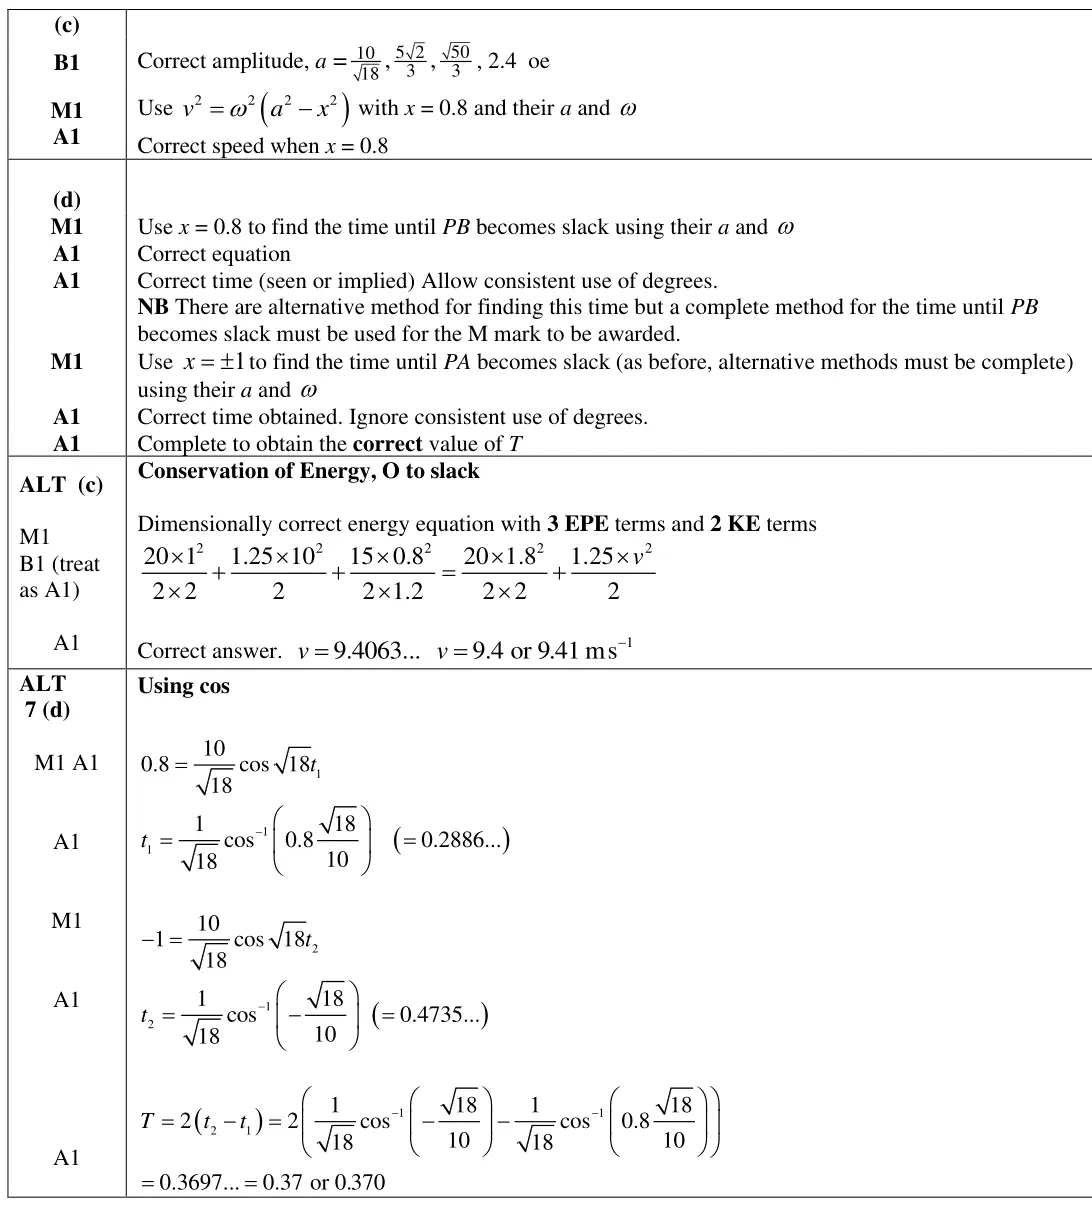 (c)
B1 Correct amplitude, a = 10/√18, 5√2/3, √50/3, 2.4 oe
M1 Use v² = ω²(a² − x²) with x = 0.8 and their a and ω
A1 Correct speed when x = 0.8
(d)
M1 Use x = 0.8 to find the time until PB becomes slack using their a and ω
A1 Correct equation
A1 Correct time (seen or implied) Allow consistent use of degrees.
NB There are alternative method for finding this time but a complete method for the time until PB
becomes slack must be used for the M mark to be awarded.
M1 Use x = ±1 to find the time until PA becomes slack (as before, alternative methods must be complete)
using their a and ω
A1 Correct time obtained. Ignore consistent use of degrees.
A1 Complete to obtain the correct value of T
ALT (c) Conservation of Energy, O to slack
M1 Dimensionally correct energy equation with 3 EPE terms and 2 KE terms
B1 (treat as A1) (20×1²)/(2×2) + (1.25×10²)/2 + (15×0.8²)/(2×1.2) = (20×1.8²)/(2×2) + (1.25×v²)/2
A1 Correct answer. v = 9.4063... v = 9.4 or 9.41 m s⁻¹
ALT 7 (d) Using cos
M1 A1 0.8 = 10/√18 cos √18t₁
A1 t₁ = 1/√18 cos⁻¹(0.8 √18/10) (= 0.2886...)
M1 −1 = 10/√18 cos √18t₂
A1 t₂ = 1/√18 cos⁻¹(− √18/10) (= 0.4735...)
T = 2(t₂ − t₁) = 2(1/√18 cos⁻¹(− √18/10) − 1/√18 cos⁻¹(0.8 √18/10))
A1 = 0.3697... = 0.37 or 0.370